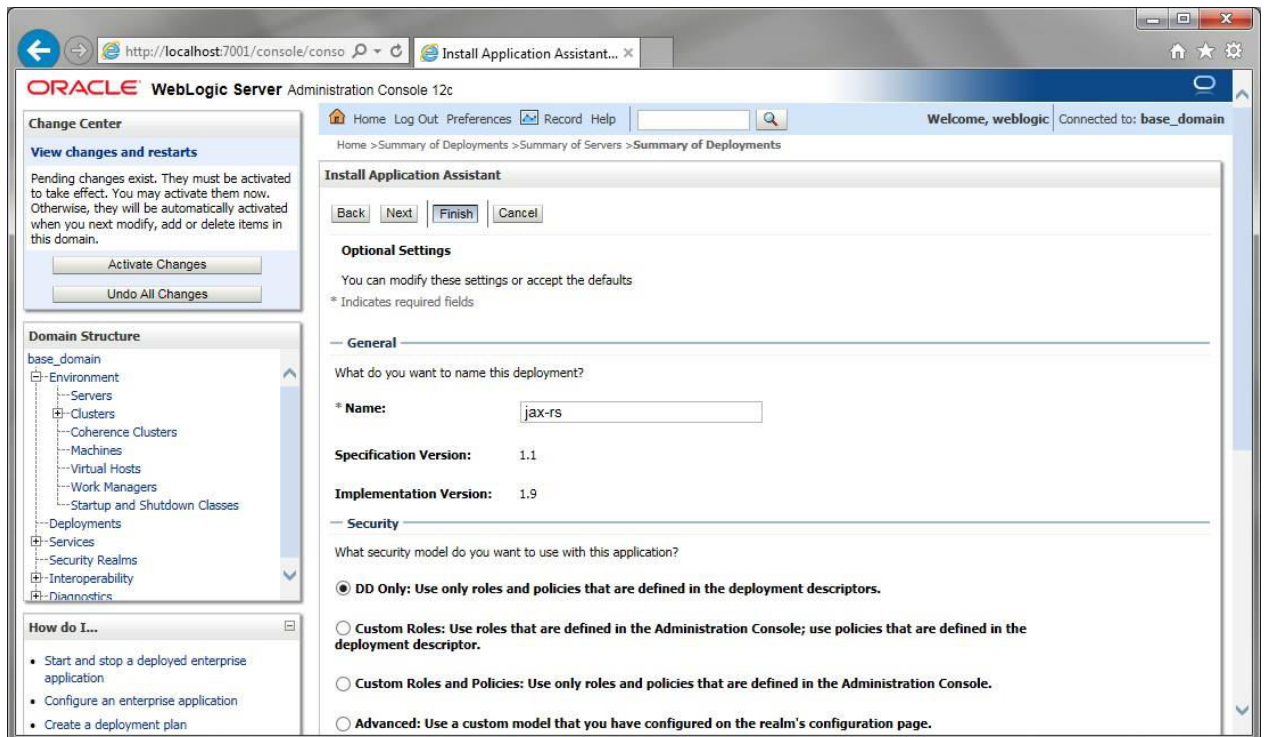 http://localhost:7001/console/conso
Install Application Assistant...
ORACLE WebLogic Server Administration Console 12c
Change Center
View changes and restarts
Pending changes exist. They must be activated
to take effect. You may activate them now.
Otherwise, they will be automatically activated
when you next modify, add or delete items in
this domain.
Activate Changes
Undo All Changes
Domain Structure
base_domain
Environment
Servers
Clusters
Coherence Clusters
Machines
Virtual Hosts
Work Managers
Startup and Shutdown Classes
Deployments
Services
Security Realms
Interoperability
Diagnostics
How do I...
• Start and stop a deployed enterprise
application
• Configure an enterprise application
• Create a deployment plan
Home Log Out Preferences Record Help
Welcome, weblogic Connected to: base_domain
Home >Summary of Deployments >Summary of Servers >Summary of Deployments
Install Application Assistant
Back Next Finish Cancel
Optional Settings
You can modify these settings or accept the defaults
* Indicates required fields
General
What do you want to name this deployment?
* Name: jax-rs
Specification Version: 1.1
Implementation Version: 1.9
Security
What security model do you want to use with this application?
DD Only: Use only roles and policies that are defined in the deployment descriptors.
Custom Roles: Use roles that are defined in the Administration Console; use policies that are defined in the
deployment descriptor.
Custom Roles and Policies: Use only roles and policies that are defined in the Administration Console.
Advanced: Use a custom model that you have configured on the realm's configuration page.